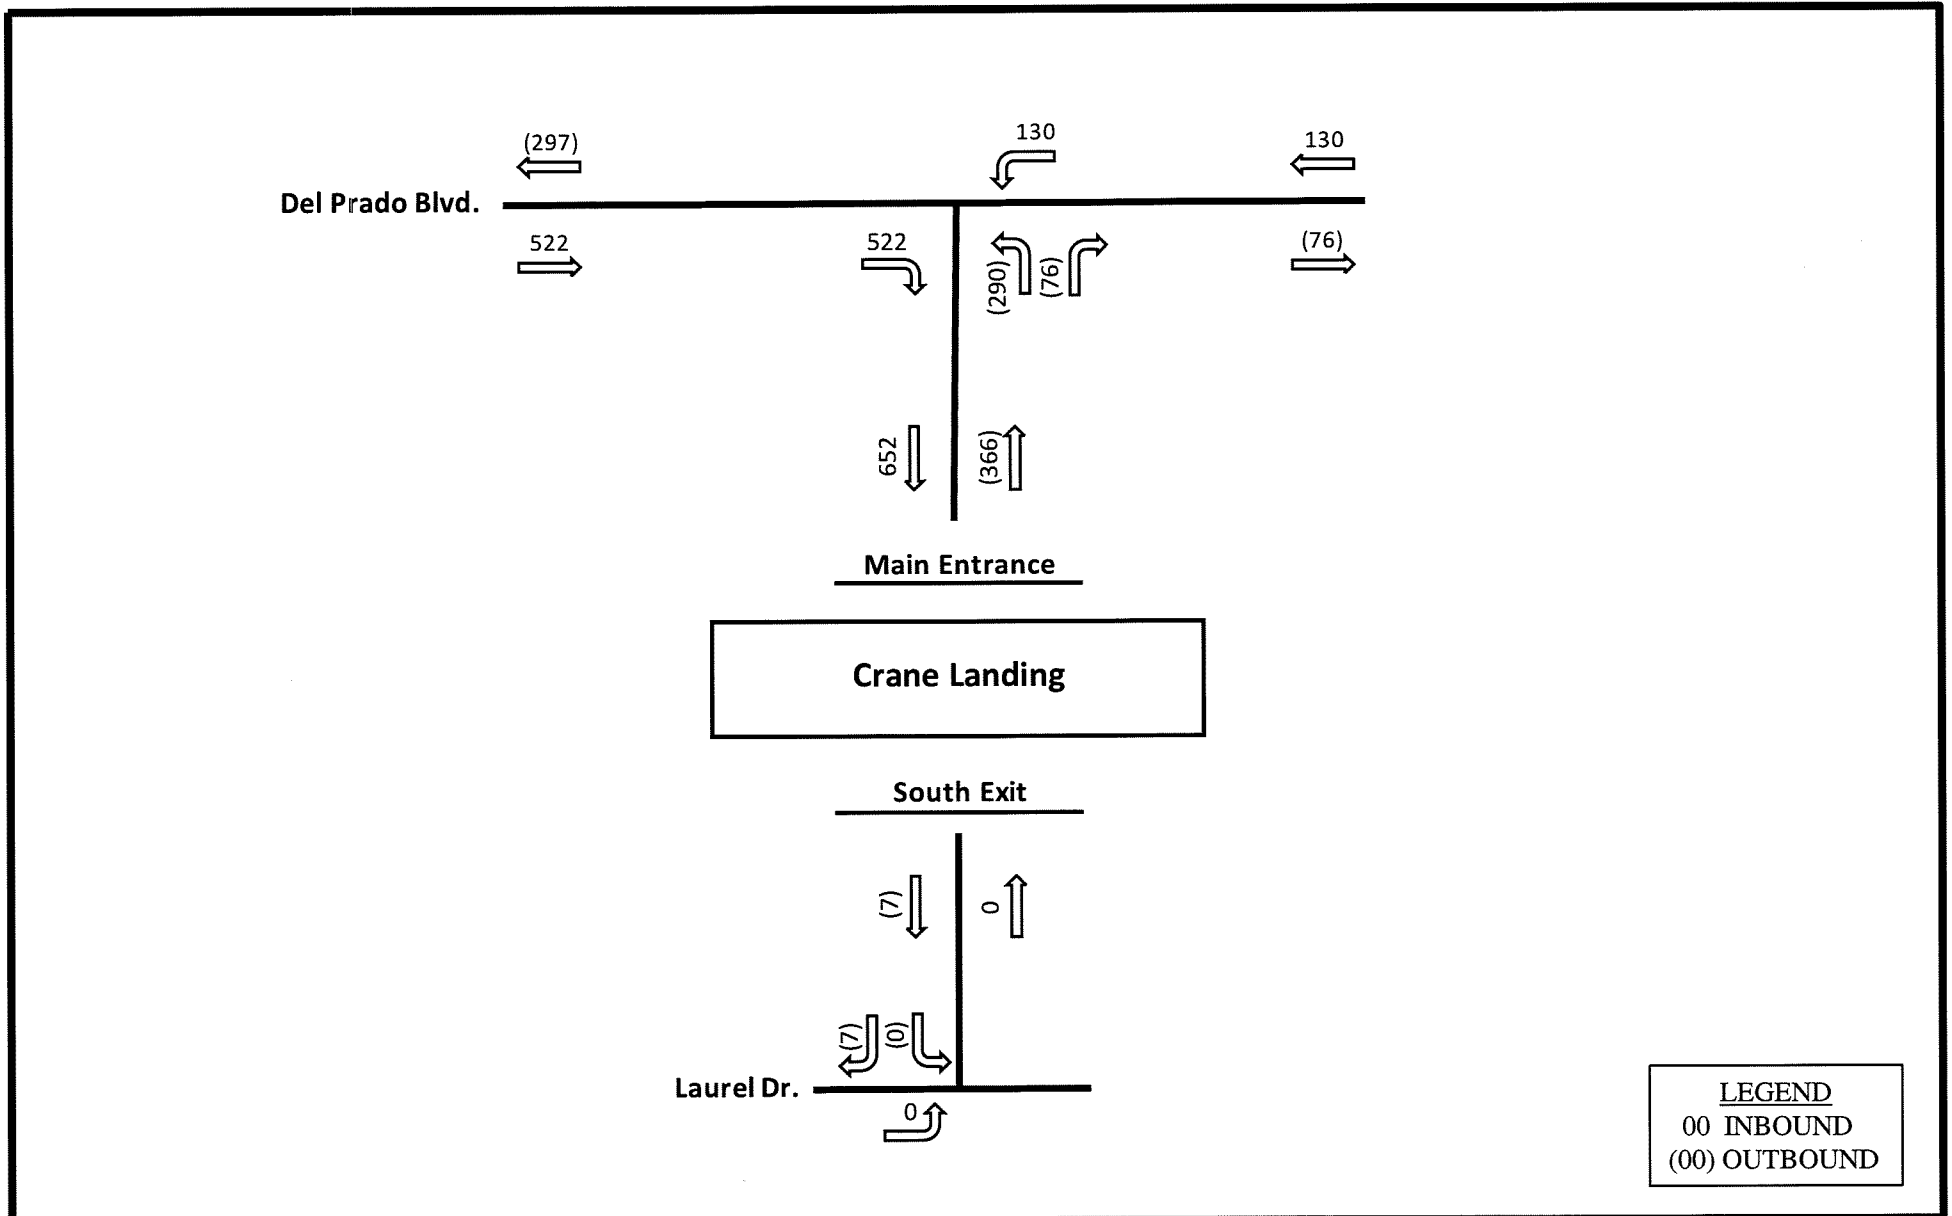 (297)
130
130
Del Prado Blvd.
522
522
(290)
(76)
(76)
652
(366)
Main Entrance
Crane Landing
South Exit
(7)
0
(7)
(0)
Laurel Dr.
0
LEGEND
00 INBOUND
(00) OUTBOUND